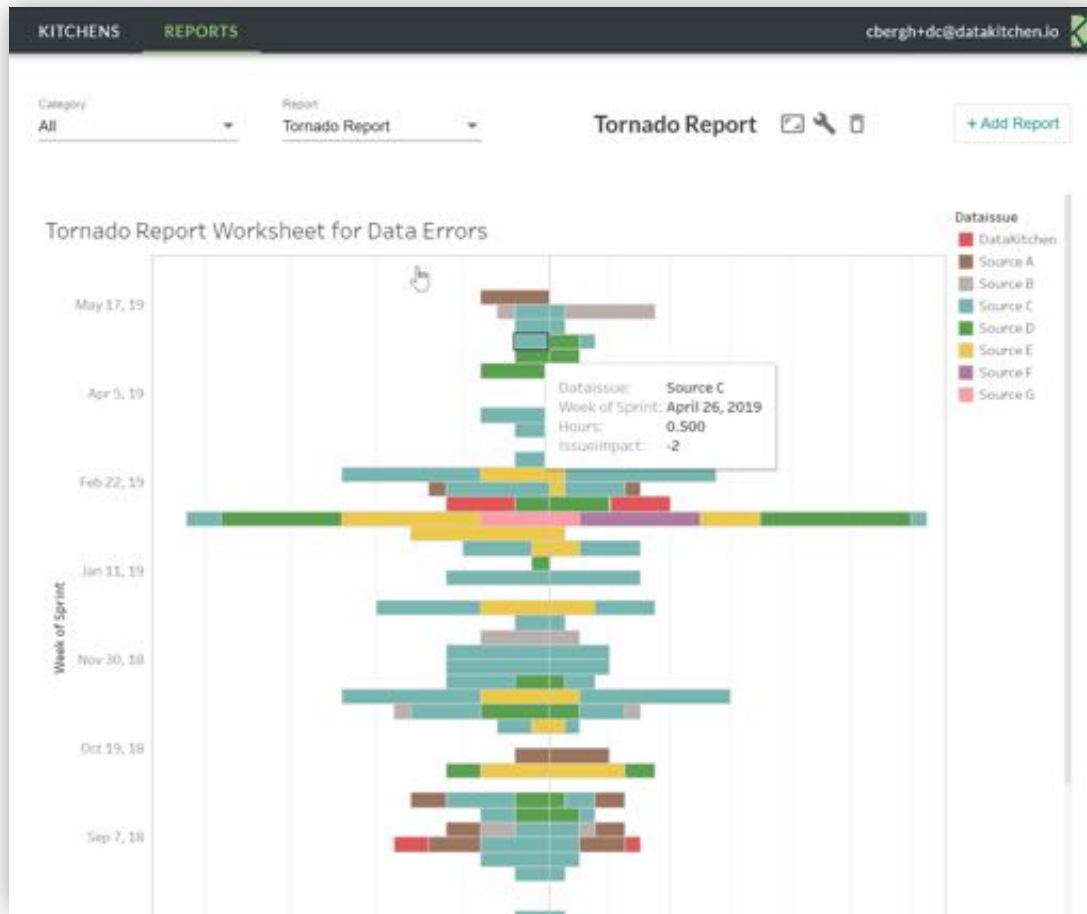 KITCHENS REPORTS cbergh+dc@datakitchen.io
Category
All
Report
Tornado Report
Tornado Report
+ Add Report
Tornado Report Worksheet for Data Errors
Dataissue
DataKitchen
Source A
Source B
Source C
Source D
Source E
Source F
Source G
May 17, 19
Apr 5, 19
Feb 22, 19
Jan 11, 19
Nov 30, 18
Oct 19, 18
Sep 7, 18
Week of Sprint
Dataissue: Source C
Week of Sprint: April 26, 2019
Hours: 0.500
Issueimpact: -2